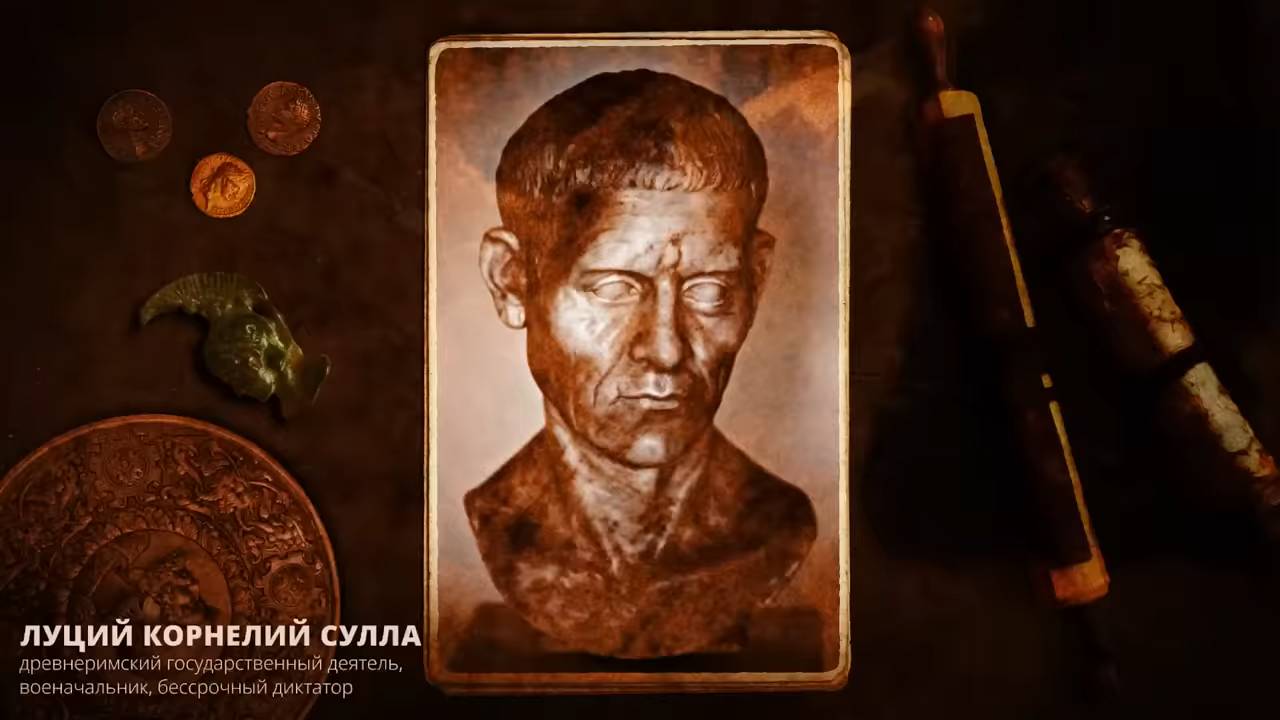 ЛУЦИЙ КОРНЕЛИЙ СУЛЛА
древнеримский государственный деятель,
военачальник, бессрочный диктатор